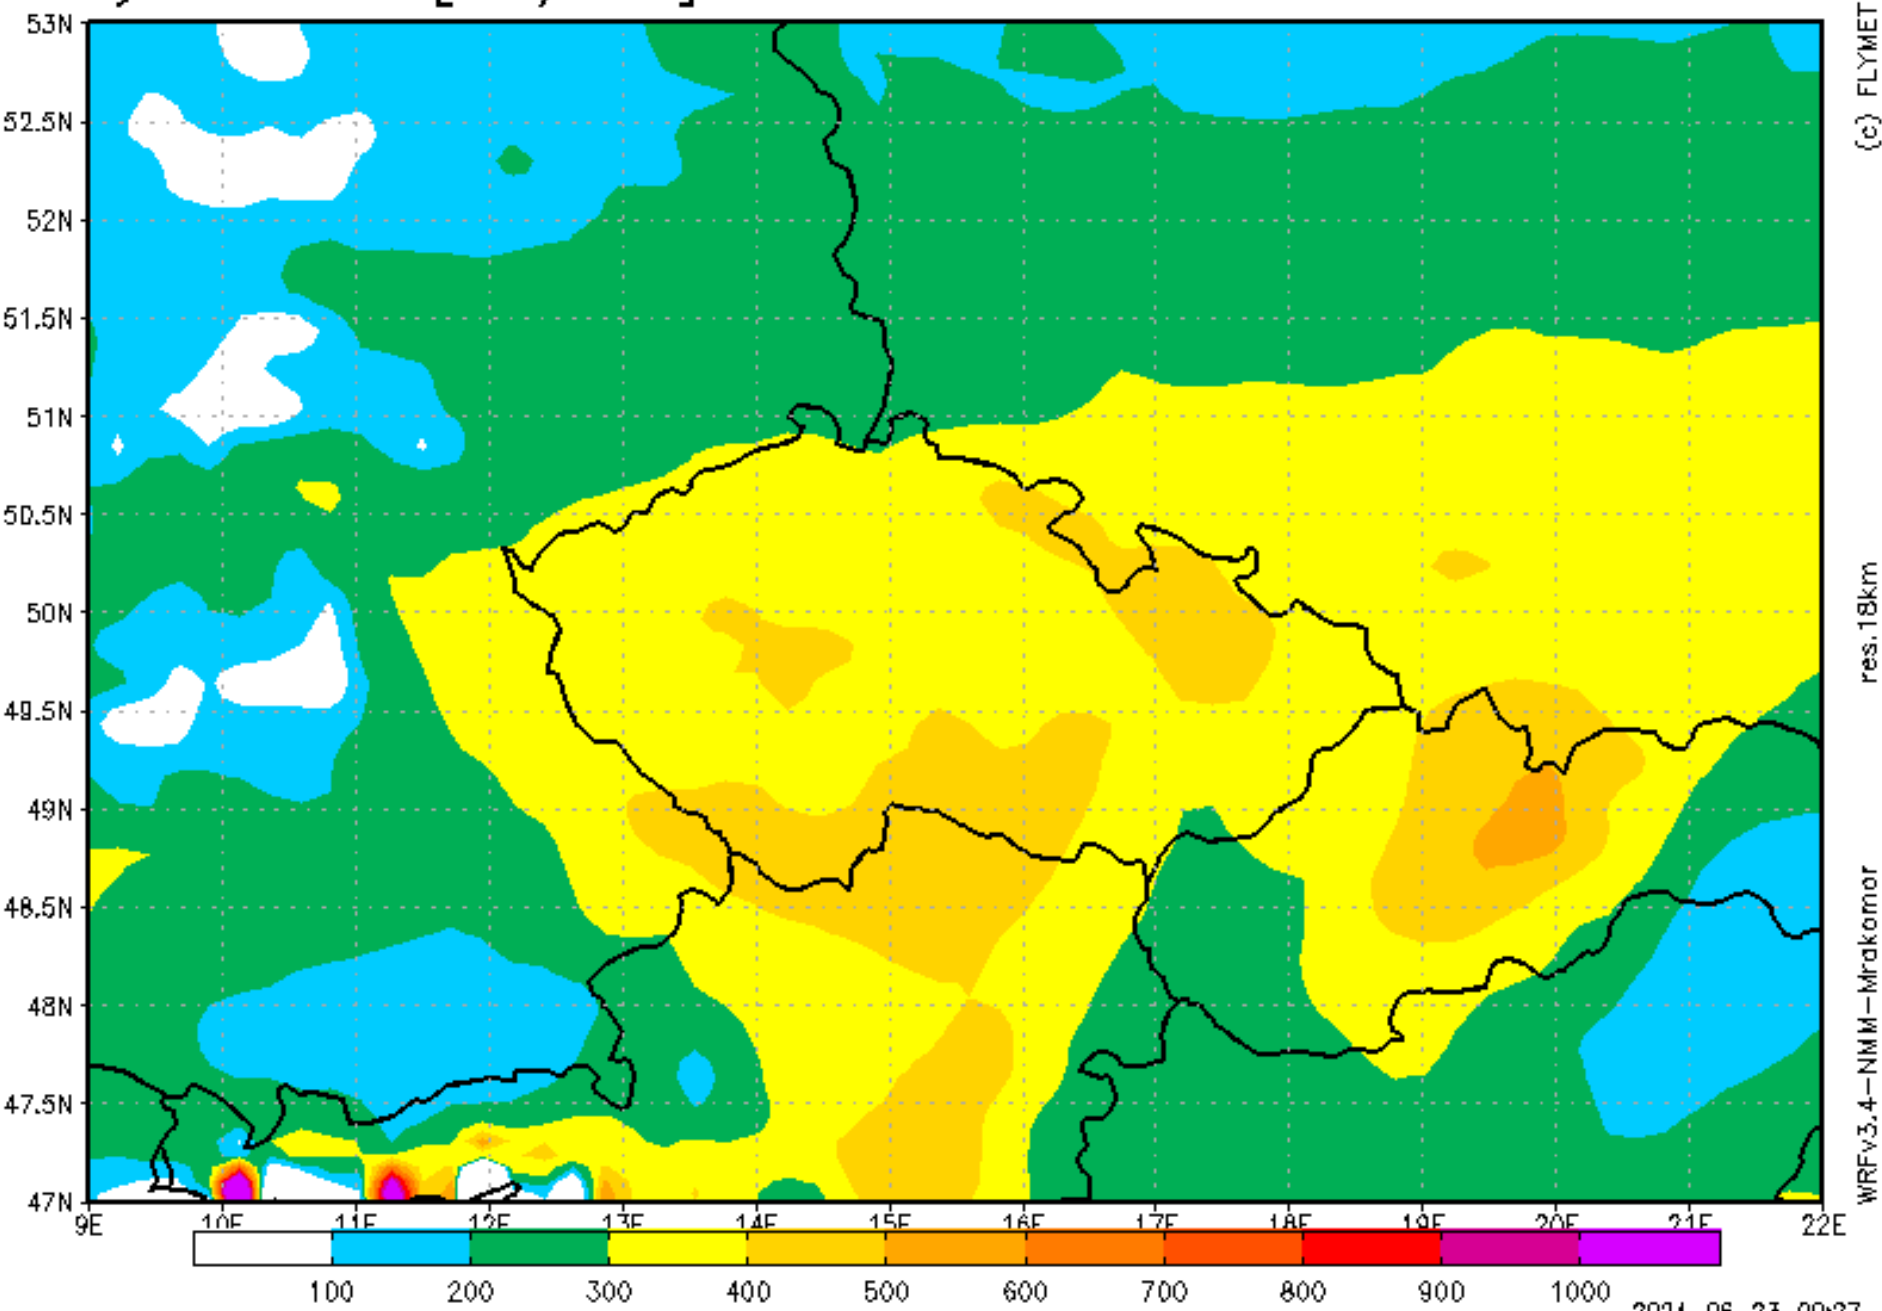 53N
52.5N
52N
51.5N
51N
50.5N
50N
49.5N
49N
48.5N
48N
47.5N
47N
9E 10E 11E 12E 13E 14E 15E 16E 17E 18E 19E 20E 21E 22E
100 200 300 400 500 600 700 800 900 1000
(c) FLYMET
res.18km
WRFv3.4-NMM-Mrakomor